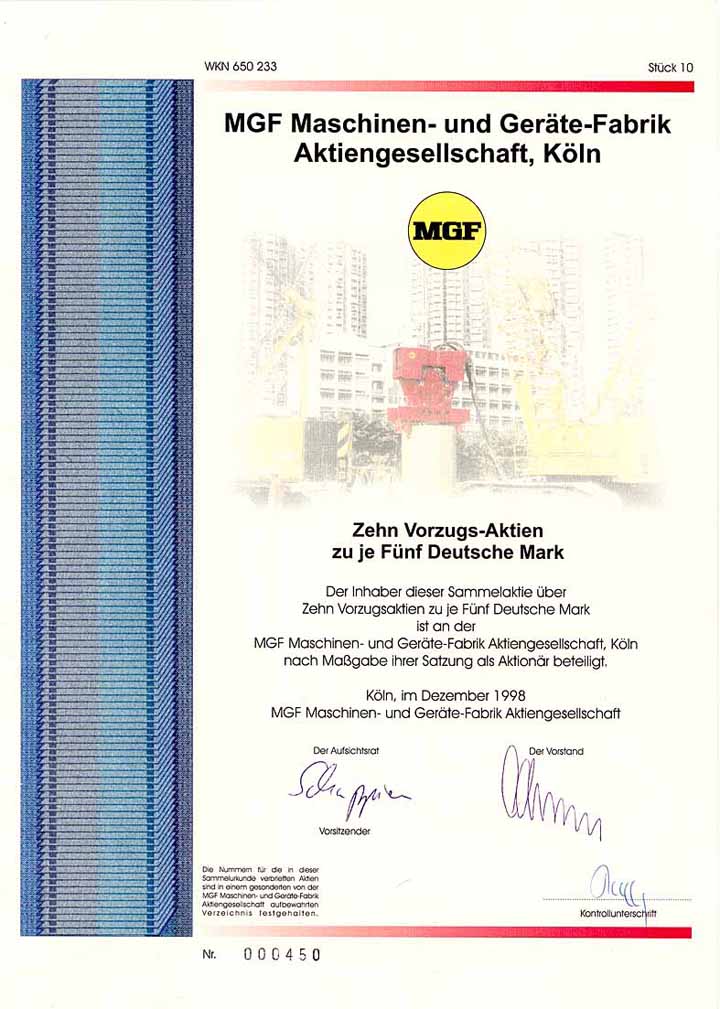 WKN 650 233
Stück 10
MGF Maschinen- und Geräte-Fabrik
Aktiengesellschaft, Köln
MGF
Zehn Vorzugs-Aktien
zu je Fünf Deutsche Mark
Der Inhaber dieser Sammelaktie über
Zehn Vorzugsaktien zu je Fünf Deutsche Mark
ist an der
MGF Maschinen- und Geräte-Fabrik Aktiengesellschaft, Köln
nach Maßgabe ihrer Satzung als Aktionär beteiligt.
Köln, im Dezember 1998
MGF Maschinen- und Geräte-Fabrik Aktiengesellschaft
Der Aufsichtsrat
Der Vorstand
Vorsitzender
Die Nummern für die in dieser
Sammelurkunde verbrieften Aktien
sind in einem gesonderten von der
MGF Maschinen- und Geräte-Fabrik
Aktiengesellschaft aufbewahrten
Verzeichnis festgehalten.
Kontrollunterschrift
Nr. 000450